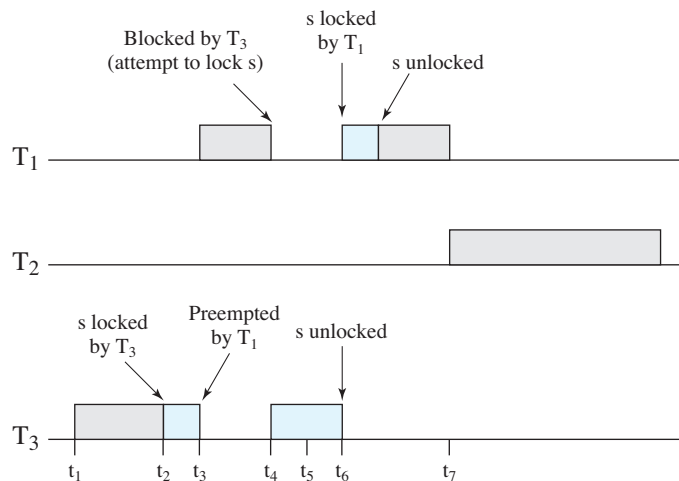 s locked
by T1
Blocked by T3
(attempt to lock s)
s unlocked
T1
T2
s locked
by T3
Preempted
by T1
s unlocked
T3
t1
t2
t3
t4
t5
t6
t7